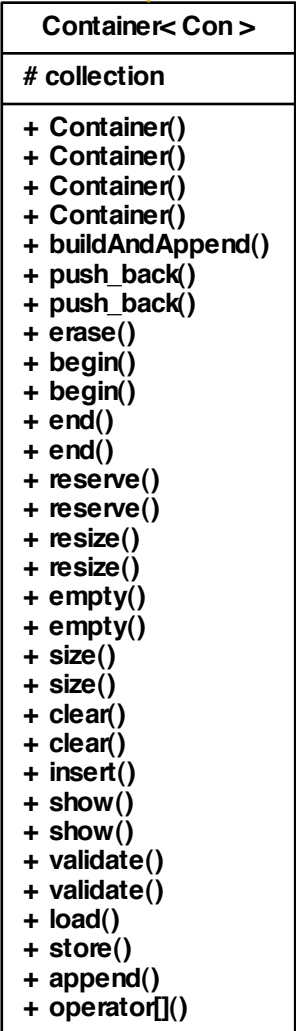 Container< Con >
# collection
+ Container()
+ Container()
+ Container()
+ Container()
+ buildAndAppend()
+ push_back()
+ push_back()
+ erase()
+ begin()
+ begin()
+ end()
+ end()
+ reserve()
+ reserve()
+ resize()
+ resize()
+ empty()
+ empty()
+ size()
+ size()
+ clear()
+ clear()
+ insert()
+ show()
+ show()
+ validate()
+ validate()
+ load()
+ store()
+ append()
+ operator[]()